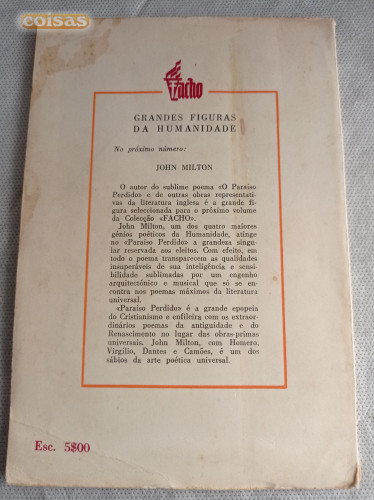 coisas
Facho
GRANDES FIGURAS
DA HUMANIDADE
No próximo número:
JOHN MILTON
O autor do sublime poema «O Paraíso
Perdido» e de outras obras representati-
vas da literatura inglesa é a grande fi-
gura seleccionada para o próximo volume
da Colecção «FACHO».
John Milton, um dos quatro maiores
génios poéticos da Humanidade, atinge
no «Paraíso Perdido» a grandeza singu-
lar reservada aos eleitos. Com efeito, em
todo o poema transparecem as qualidades
insuperáveis de sua inteligência e sensi-
bilidade sublimadas por um engenho
arquitectónico e musical que só se en-
contra nos poemas máximos da literatura
universal.
«Paraíso Perdido» é a grande epopeia
do Cristianismo e enfileira com os extraor-
dinários poemas da antiguidade e do
Renascimento no lugar das obras-primas
universais. John Milton, com Homero,
Virgílio, Dantes e Camões, é um dos
sábios da arte poética universal.
Esc. 5$00